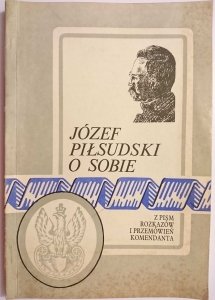 JÓZEF
PIŁSUDSKI
O SOBIE
Z PISM
ROZKAZÓW
I PRZEMÓWIEŃ
KOMENDANTA